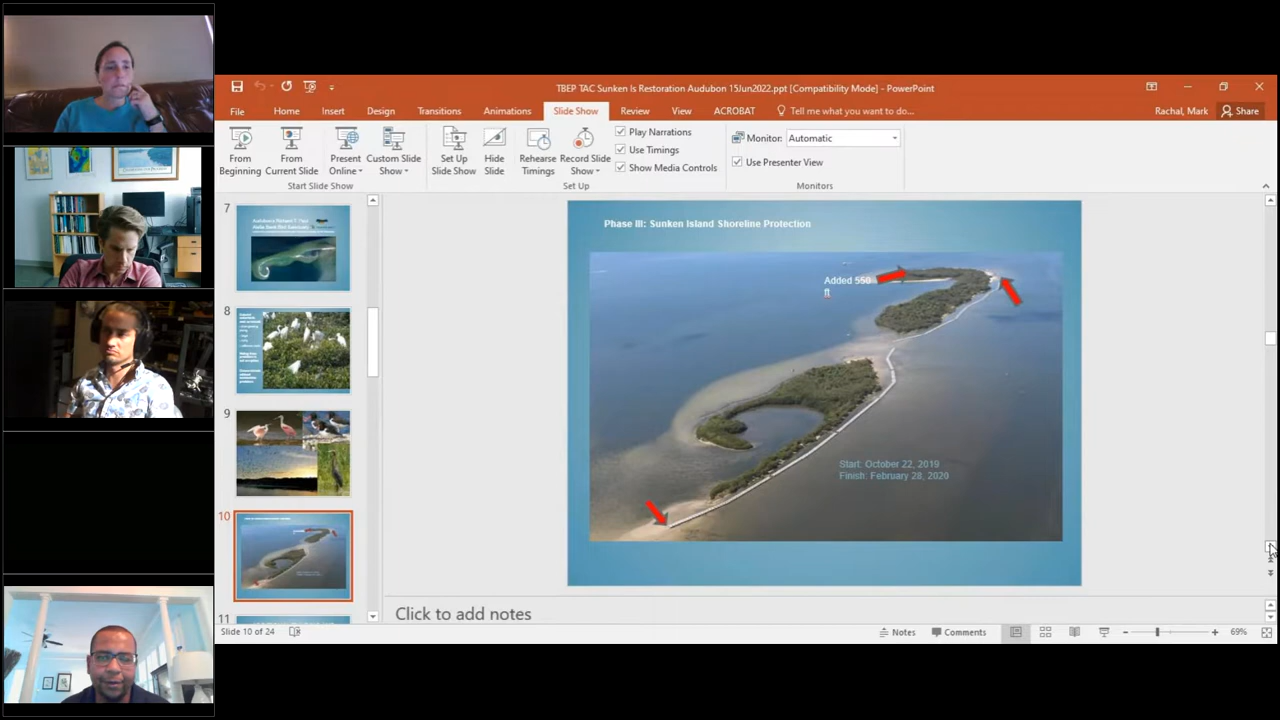 TBEP TAC Sunken Is Restoration Audubon 15Jun2022.ppt [Compatibility Mode] - PowerPoint
File Home Insert Design Transitions Animations Slide Show Review View ACROBAT Tell me what you want to do... Rachal, Mark Share
From Beginning
From Current Slide
Present Online
Custom Slide Show
Start Slide Show
Set Up Slide Show
Hide Slide
Rehearse Timings
Record Slide Show
Play Narrations
Use Timings
Show Media Controls
Set Up
Monitor: Automatic
Use Presenter View
Monitors
7
8
9
10
11
Phase III: Sunken Island Shoreline Protection
Added 550
ft
Start: October 22, 2019
Finish: February 28, 2020
Click to add notes
Slide 10 of 24 Notes Comments 69%